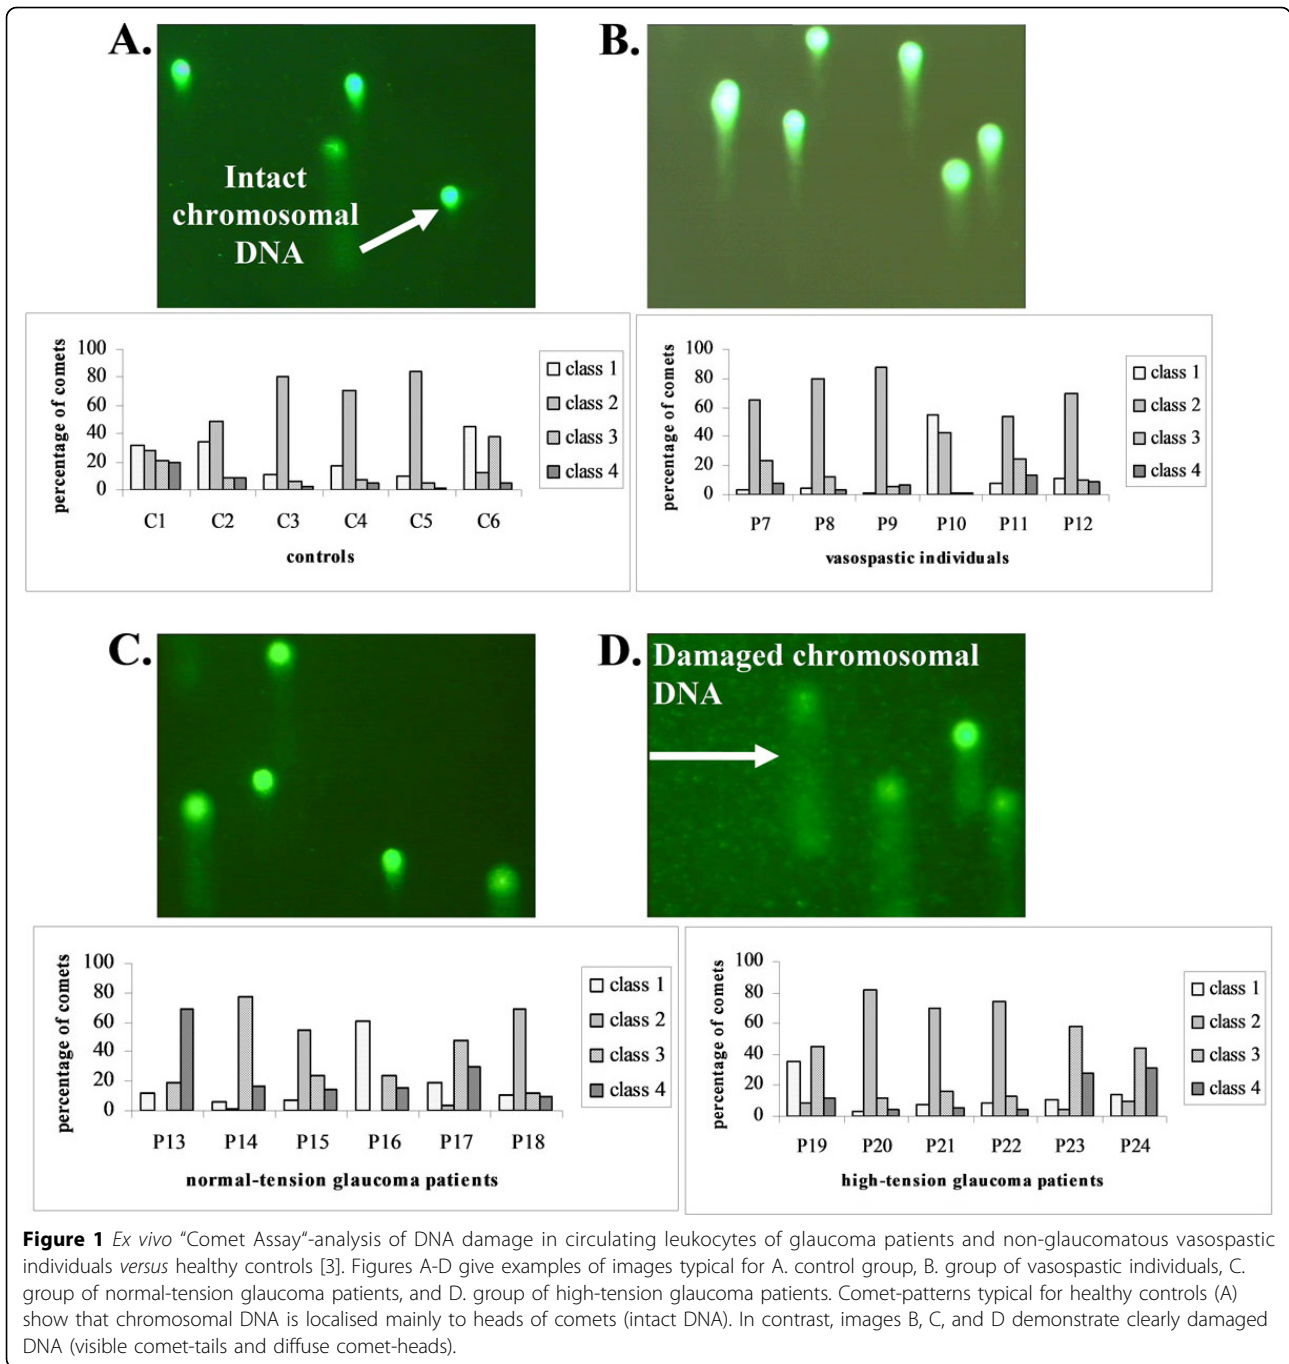 A.
Intact
chromosomal
DNA
B.
percentage of comets
100
80
60
40
20
0
C1 C2 C3 C4 C5 C6
controls
class 1
class 2
class 3
class 4
percentage of comets
100
80
60
40
20
0
P7 P8 P9 P10 P11 P12
vasospastic individuals
class 1
class 2
class 3
class 4
C.
D.
Damaged chromosomal
DNA
percentage of comets
100
80
60
40
20
0
P13 P14 P15 P16 P17 P18
normal-tension glaucoma patients
class 1
class 2
class 3
class 4
percentage of comets
100
80
60
40
20
0
P19 P20 P21 P22 P23 P24
high-tension glaucoma patients
class 1
class 2
class 3
class 4
Figure 1 Ex vivo “Comet Assay“-analysis of DNA damage in circulating leukocytes of glaucoma patients and non-glaucomatous vasospastic
individuals versus healthy controls [3]. Figures A-D give examples of images typical for A. control group, B. group of vasospastic individuals, C.
group of normal-tension glaucoma patients, and D. group of high-tension glaucoma patients. Comet-patterns typical for healthy controls (A)
show that chromosomal DNA is localised mainly to heads of comets (intact DNA). In contrast, images B, C, and D demonstrate clearly damaged
DNA (visible comet-tails and diffuse comet-heads).